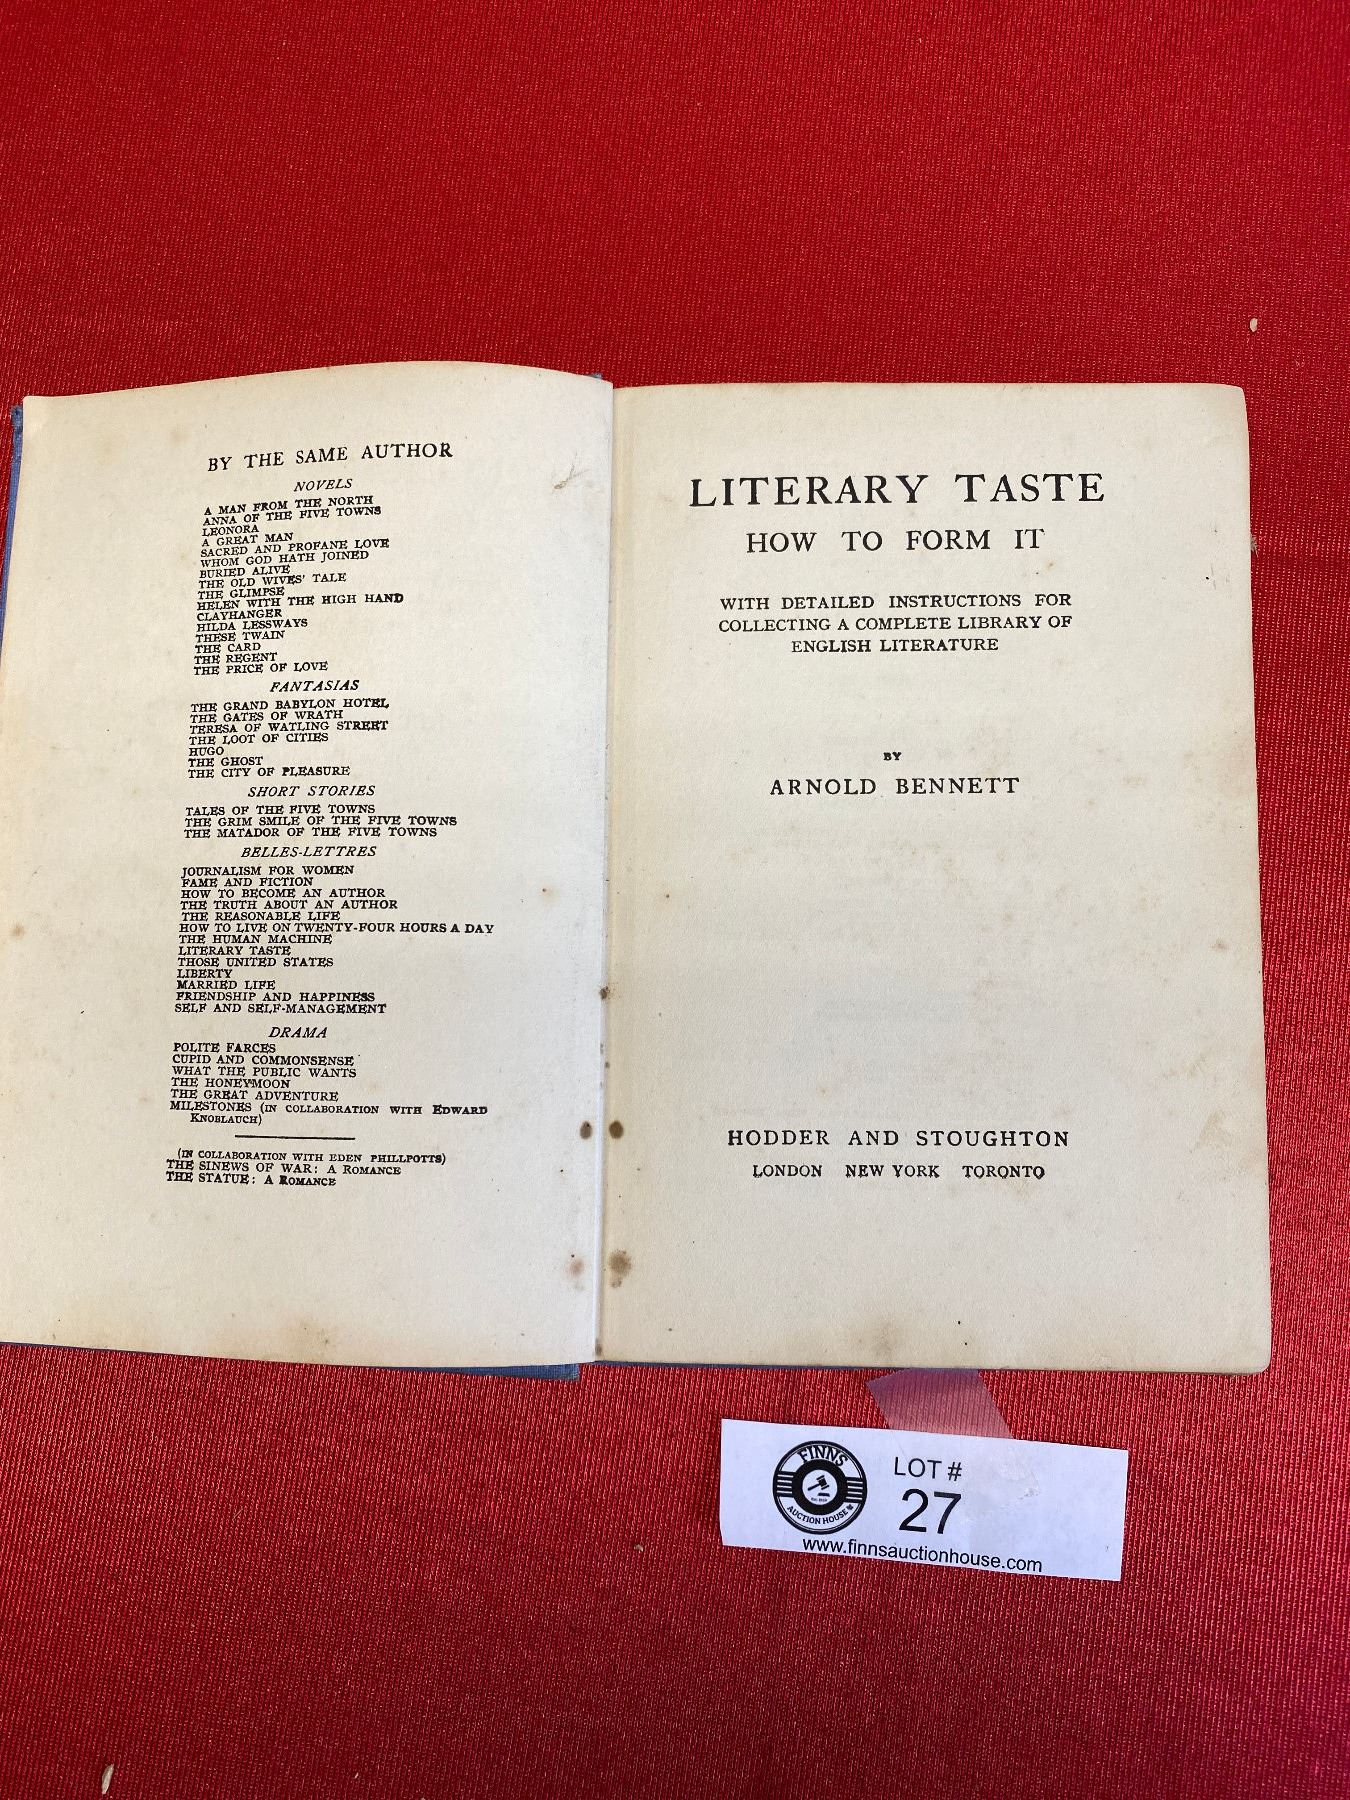 BY THE SAME AUTHOR
NOVELS
A MAN FROM THE NORTH
ANNA OF THE FIVE TOWNS
LEONORA
A GREAT MAN
SACRED AND PROFANE LOVE
WHOM GOD HATH JOINED
BURIED ALIVE
THE OLD WIVES' TALE
THE GLIMPSE
HELEN WITH THE HIGH HAND
CLAYHANGER
HILDA LESSWAYS
THESE TWAIN
THE CARD
THE REGENT
THE PRICE OF LOVE
FANTASIAS
THE GRAND BABYLON HOTEL
THE GATES OF WRATH
TERESA OF WATLING STREET
THE LOOT OF CITIES
HUGO
THE GHOST
THE CITY OF PLEASURE
SHORT STORIES
TALES OF THE FIVE TOWNS
THE GRIM SMILE OF THE FIVE TOWNS
THE MATADOR OF THE FIVE TOWNS
BELLES-LETTRES
JOURNALISM FOR WOMEN
FAME AND FICTION
HOW TO BECOME AN AUTHOR
THE TRUTH ABOUT AN AUTHOR
THE REASONABLE LIFE
HOW TO LIVE ON TWENTY-FOUR HOURS A DAY
THE HUMAN MACHINE
LITERARY TASTE
THOSE UNITED STATES
LIBERTY
MARRIED LIFE
FRIENDSHIP AND HAPPINESS
SELF AND SELF-MANAGEMENT
DRAMA
POLITE FARCES
CUPID AND COMMONSENSE
WHAT THE PUBLIC WANTS
THE HONEYMOON
THE GREAT ADVENTURE
MILESTONES (IN COLLABORATION WITH EDWARD
KNOBLAUCH)
(IN COLLABORATION WITH EDEN PHILLPOTTS)
THE SINEWS OF WAR: A ROMANCE
THE STATUE: A ROMANCE
LITERARY TASTE
HOW TO FORM IT
WITH DETAILED INSTRUCTIONS FOR
COLLECTING A COMPLETE LIBRARY OF
ENGLISH LITERATURE
BY
ARNOLD BENNETT
HODDER AND STOUGHTON
LONDON NEW YORK TORONTO
FINNS
AUCTION HOUSE
LOT #
27
www.finnsauctionhouse.com